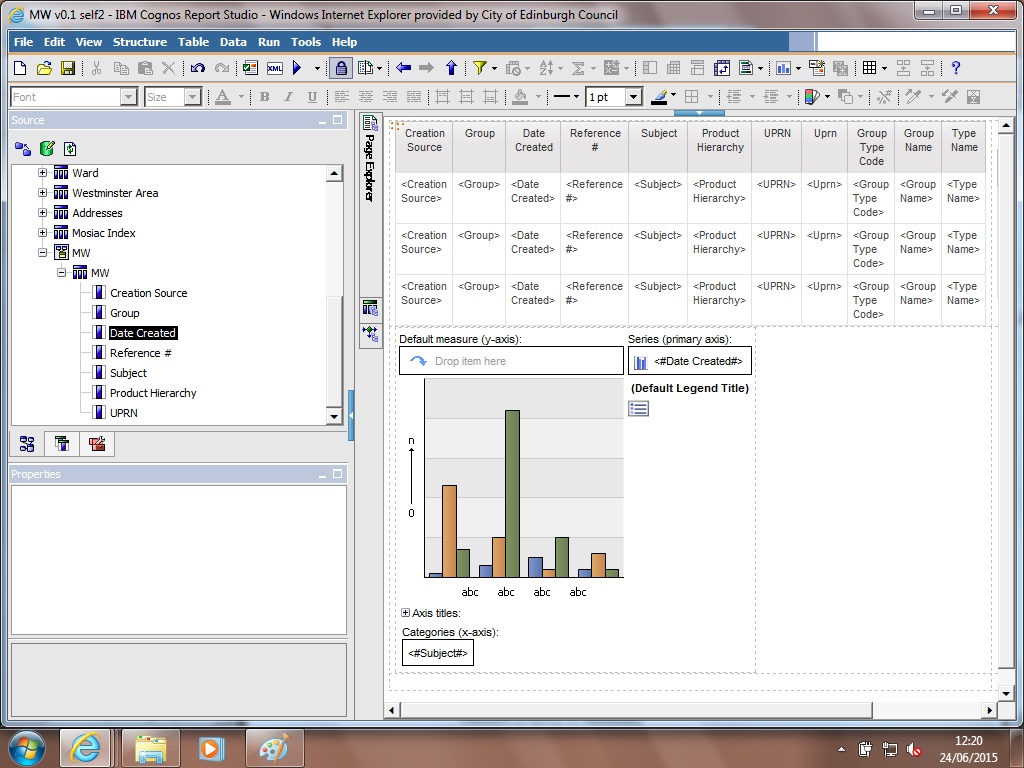 MW v0.1 self2 - IBM Cognos Report Studio - Windows Internet Explorer provided by City of Edinburgh Council
File Edit View Structure Table Data Run Tools Help
XML
Font Size A B I U 1 pt
Source
Ward
Westminster Area
Addresses
Mosiac Index
MW
MW
Creation Source
Group
Date Created
Reference #
Subject
Product Hierarchy
UPRN
Properties
Page Explorer
Creation Group Date Reference Subject Product UPRN Uprn Group Group Type
Source Created # Hierarchy Type Name Name
Code
<Creation <Group> <Date <Reference <Subject> <Product <UPRN> <Uprn> <Group <Group <Type
Source> Created> #> Hierarchy> Type Name> Name>
Code>
<Creation <Group> <Date <Reference <Subject> <Product <UPRN> <Uprn> <Group <Group <Type
Source> Created> #> Hierarchy> Type Name> Name>
Code>
<Creation <Group> <Date <Reference <Subject> <Product <UPRN> <Uprn> <Group <Group <Type
Source> Created> #> Hierarchy> Type Name> Name>
Code>
Default measure (y-axis): Series (primary axis):
Drop item here <#Date Created#>
(Default Legend Title)
n
0
abc abc abc abc
Axis titles:
Categories (x-axis):
<#Subject#>
12:20
24/06/2015